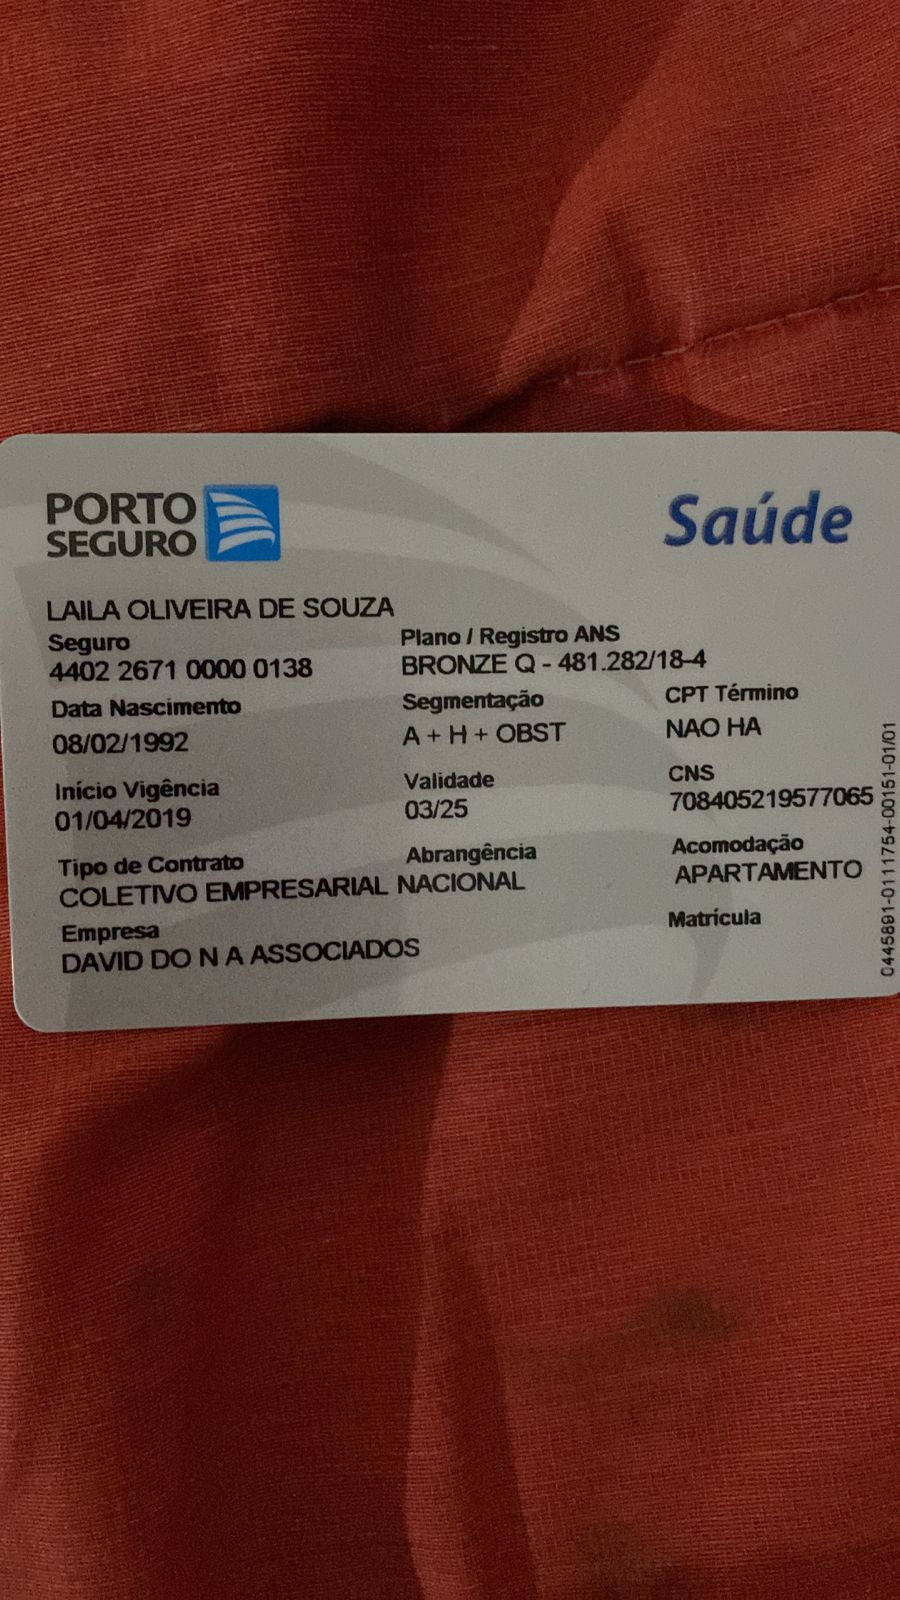 PORTO
SEGURO
Saúde
LAILA OLIVEIRA DE SOUZA
Seguro
4402 2671 0000 0138
Plano / Registro ANS
BRONZE Q - 481.282/18-4
Data Nascimento
08/02/1992
Segmentação
A + H + OBST
CPT Término
NAO HA
Início Vigência
01/04/2019
Validade
03/25
CNS
708405219577065
Tipo de Contrato
COLETIVO EMPRESARIAL
Abrangência
NACIONAL
Acomodação
APARTAMENTO
Empresa
DAVID DO N A ASSOCIADOS
Matrícula
0445891-0111754-00151-01/01